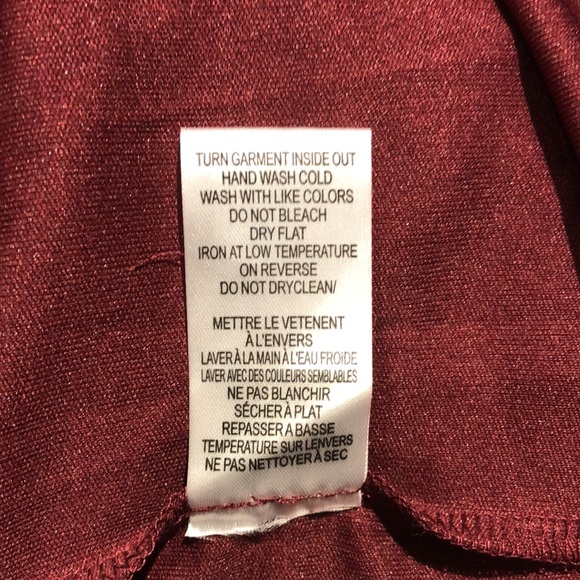 TURN GARMENT INSIDE OUT
HAND WASH COLD
WASH WITH LIKE COLORS
DO NOT BLEACH
DRY FLAT
IRON AT LOW TEMPERATURE
ON REVERSE
DO NOT DRYCLEAN/
METTRE LE VETENENT
À L'ENVERS
LAVER À LA MAIN À L'EAU FROIDE
LAVER AVEC DES COULEURS SEMBLABLES
NE PAS BLANCHIR
SÉCHER À PLAT
REPASSER A BASSE
TEMPÉRATURE SUR LENVERS
NE PAS NETTOYER À SEC